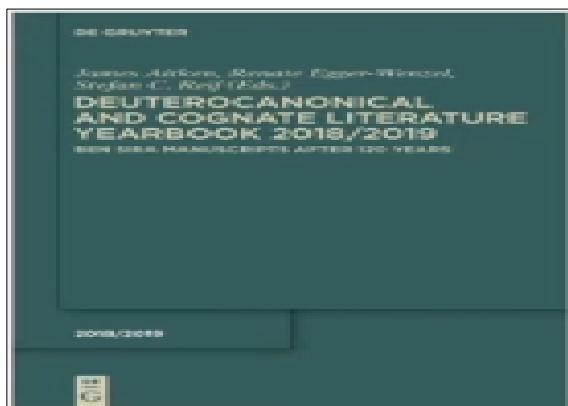 DE GRUYTER
James Aitken, Renate Egger-Wenzel,
Stefan C. Reif (Eds.)
DEUTEROCANONICAL
AND COGNATE LITERATURE
YEARBOOK 2018/2019
BEN SIRA MANUSCRIPTS AFTER 120 YEARS
2018/2019
DE
G